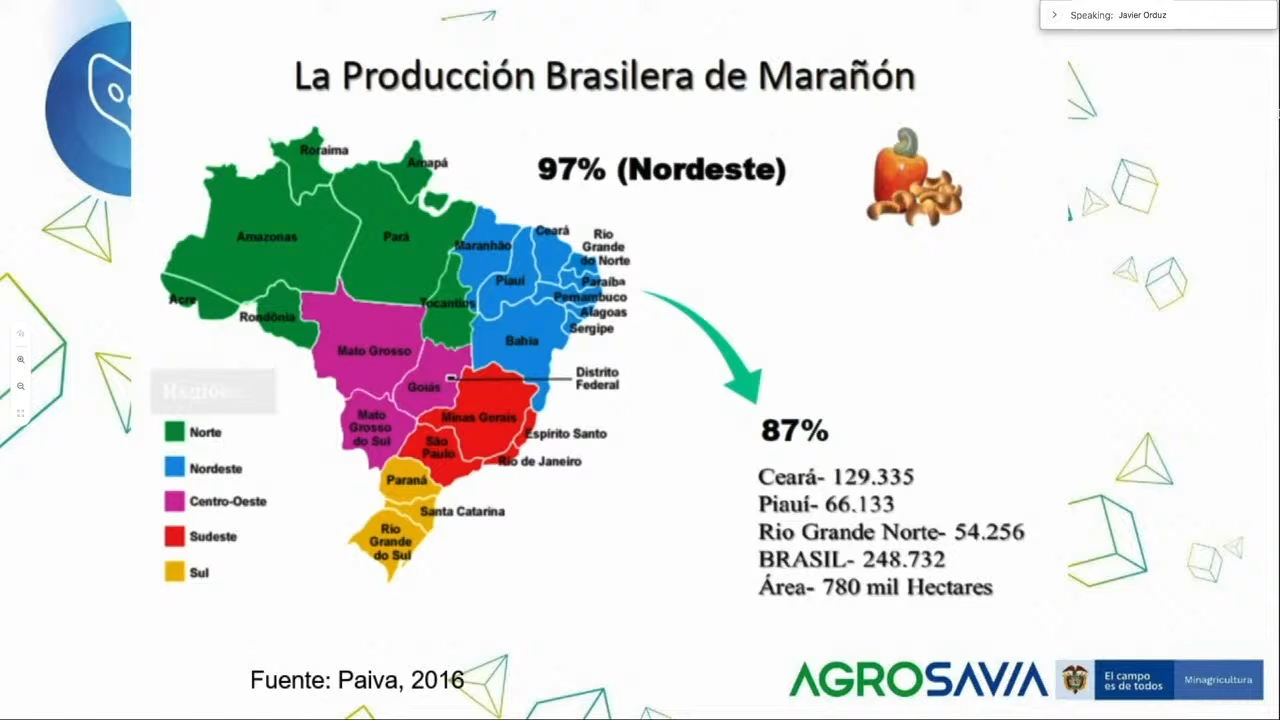 Speaking: Javier Orduz
La Producción Brasilera de Marañón
97% (Nordeste)
Roraima
Amapá
Amazonas
Pará
Maranhão
Ceará
Rio
Grande
do Norte
Piauí
Paraíba
Pernambuco
Alagoas
Sergipe
Acre
Rondônia
Tocantins
Bahia
Mato Grosso
Goiás
Distrito
Federal
Mato
Grosso
do Sul
Minas Gerais
Espírito Santo
São
Paulo
Rio de Janeiro
Paraná
Santa Catarina
Rio
Grande
do Sul
Regiões
Norte
Nordeste
Centro-Oeste
Sudeste
Sul
87%
Ceará- 129.335
Piauí- 66.133
Rio Grande Norte- 54.256
BRASIL- 248.732
Área- 780 mil Hectares
Fuente: Paiva, 2016
AGROSAVIA
El campo
es de todos
Minagricultura